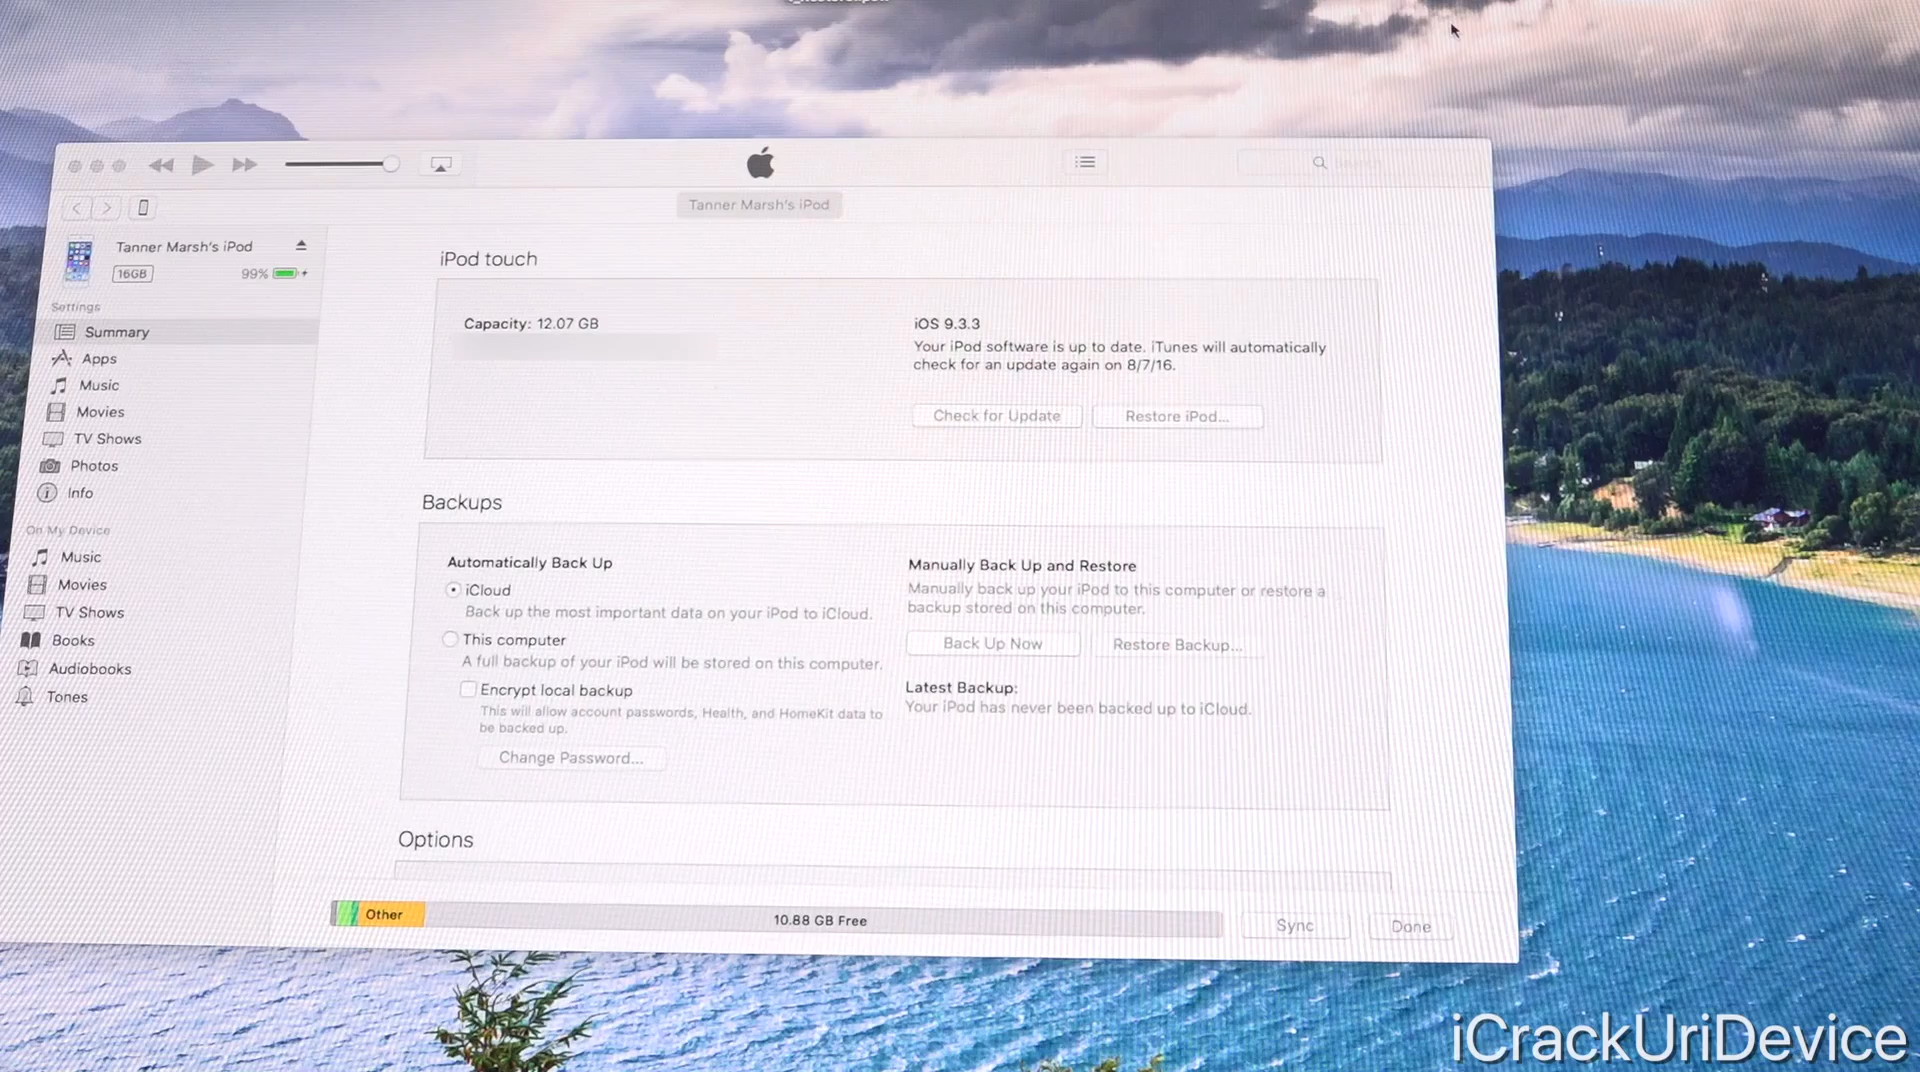 Tanner Marsh's iPod
Tanner Marsh's iPod
16GB
99%
Settings
Summary
Apps
Music
Movies
TV Shows
Photos
Info
On My Device
Music
Movies
TV Shows
Books
Audiobooks
Tones
iPod touch
Capacity: 12.07 GB
iOS 9.3.3
Your iPod software is up to date. iTunes will automatically
check for an update again on 8/7/16.
Check for Update
Restore iPod...
Backups
Automatically Back Up
iCloud
Back up the most important data on your iPod to iCloud.
This computer
A full backup of your iPod will be stored on this computer.
Encrypt local backup
This will allow account passwords, Health, and HomeKit data to
be backed up.
Change Password...
Manually Back Up and Restore
Manually back up your iPod to this computer or restore a
backup stored on this computer.
Back Up Now
Restore Backup...
Latest Backup:
Your iPod has never been backed up to iCloud.
Options
Other
10.88 GB Free
Sync
Done
iCrackUriDevice